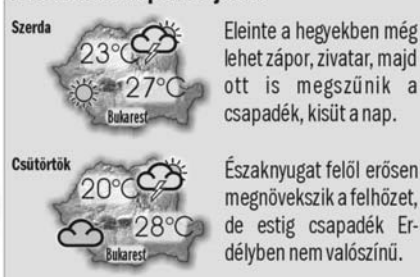 Szerda
23°C
27°C
Bukarest
Eleinte a hegyekben még
lehet zápor, zivatar, majd
ott is megszűnik a
csapadék, kisüt a nap.
Csütörtök
20°C
28°C
Bukarest
Északnyugat felől erősen
megnövekszik a felhőzet,
de estig csapadék Er-
délyben nem valószínű.